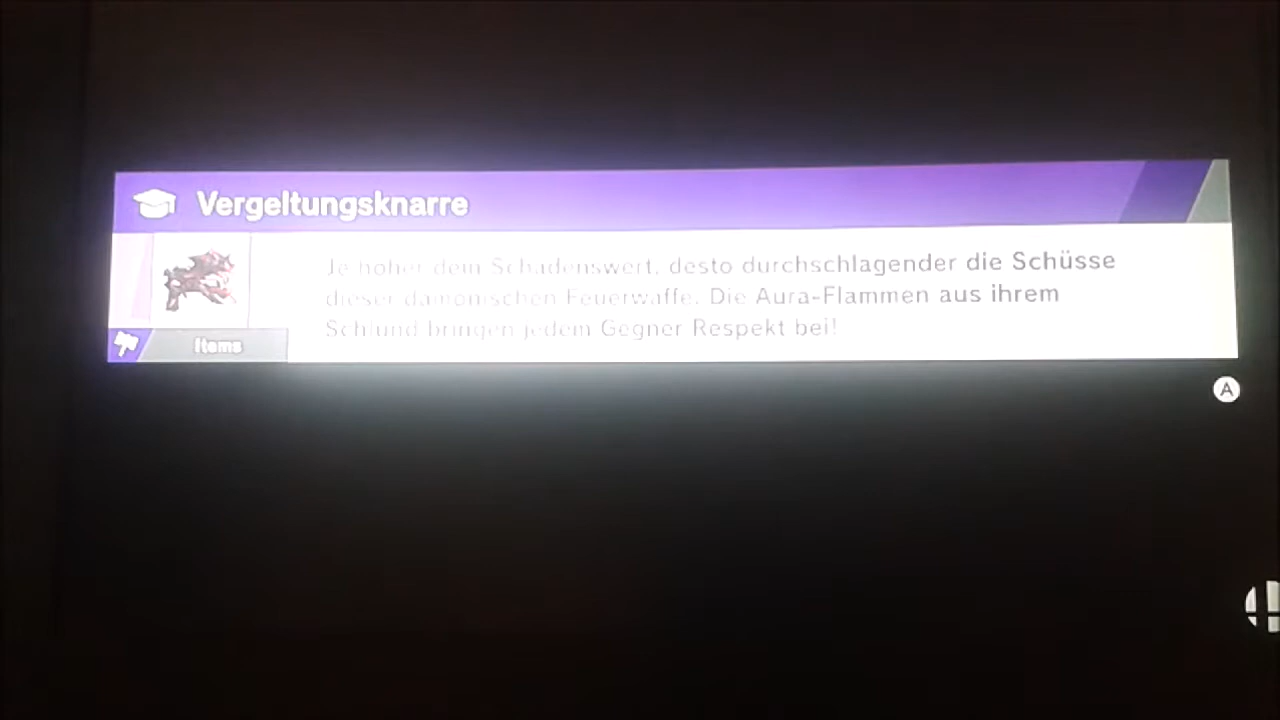 Vergeltungsknarre
Je höher dein Schadenswert, desto durchschlagender die Schüsse
dieser dämonischen Feuerwaffe. Die Aura-Flammen aus ihrem
Schlund bringen jedem Gegner Respekt bei!
Items
A